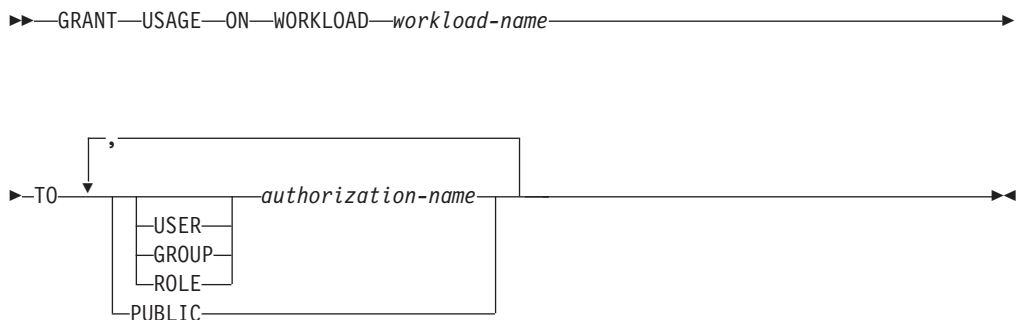 GRANT USAGE ON WORKLOAD workload-name
,
TO authorization-name
USER
GROUP
ROLE
PUBLIC